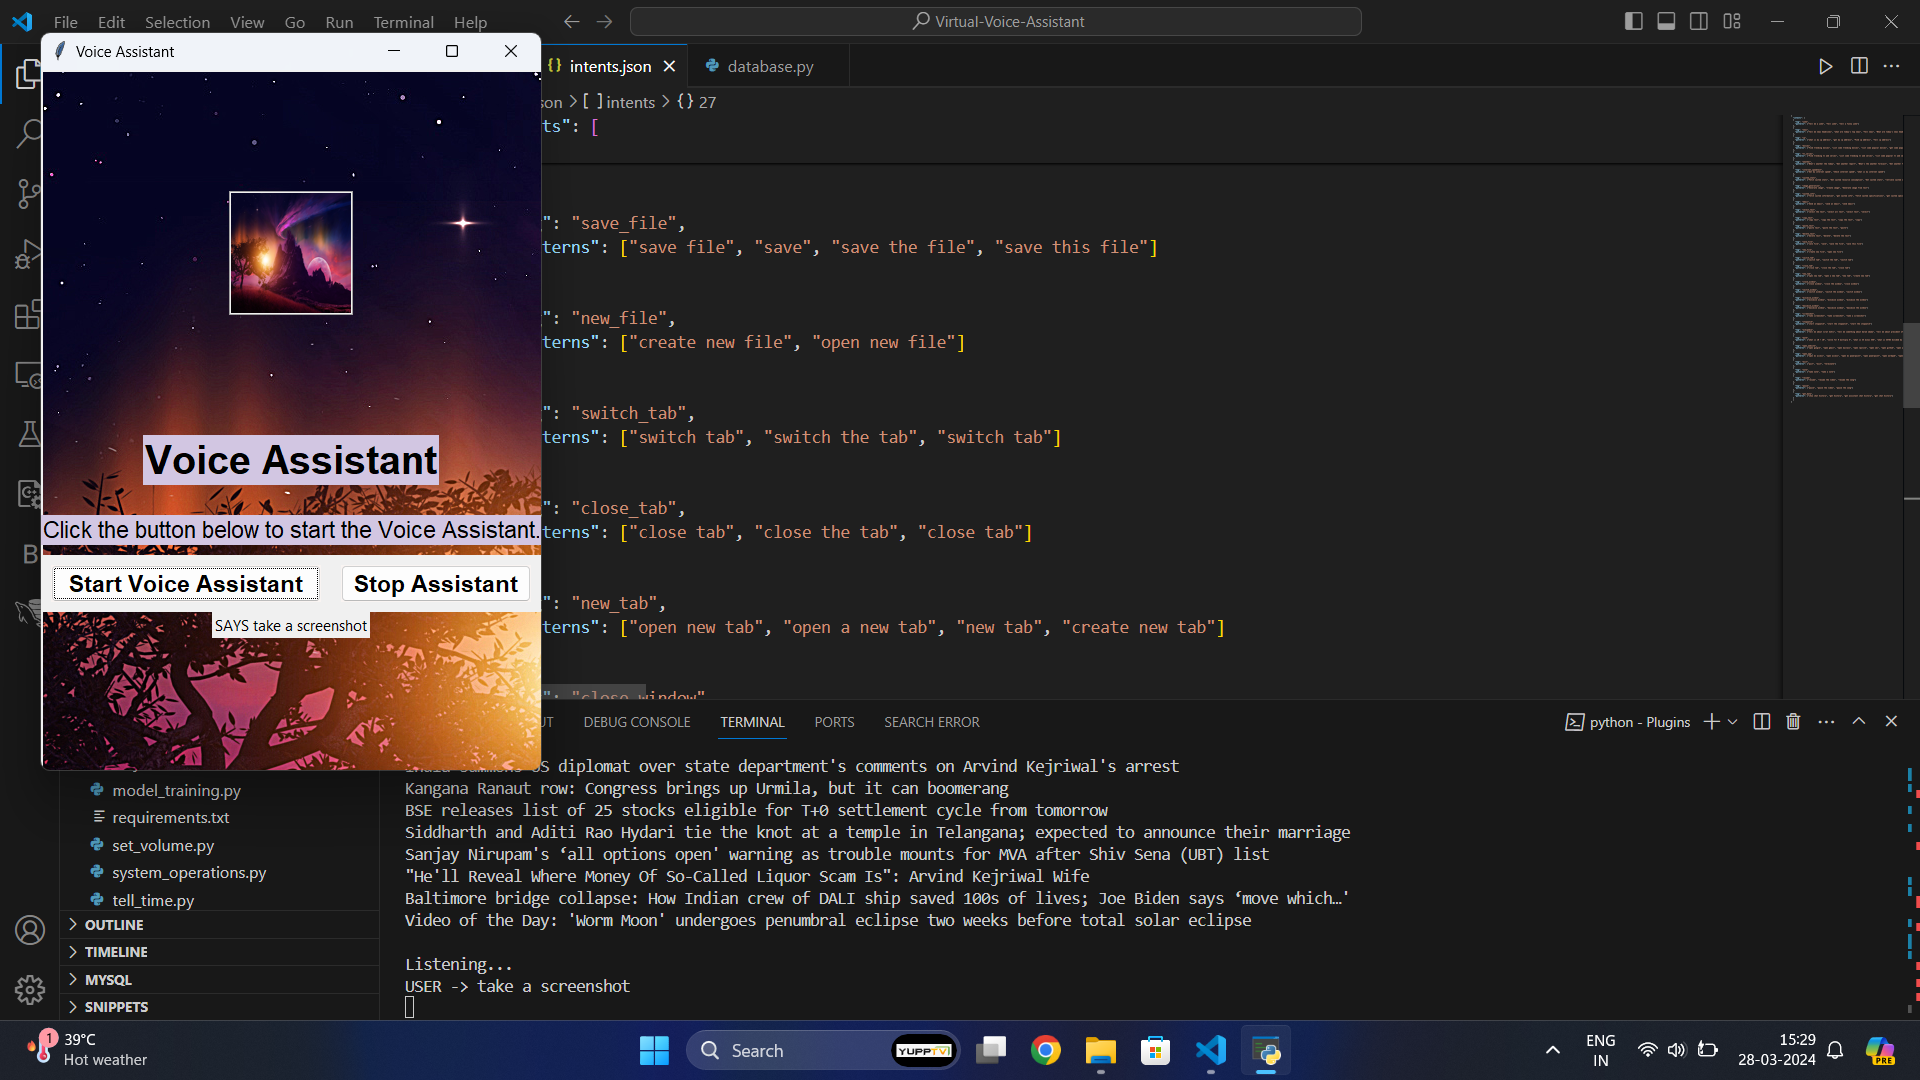 File Edit Selection View Go Run Terminal Help
Virtual-Voice-Assistant
Voice Assistant
intents.json
database.py
son > [ ] intents > {} 27
ts": [
": "save_file",
terns": ["save file", "save", "save the file", "save this file"]
": "new_file",
terns": ["create new file", "open new file"]
": "switch_tab",
terns": ["switch tab", "switch the tab", "switch tab"]
": "close_tab",
terns": ["close tab", "close the tab", "close tab"]
": "new_tab",
terns": ["open new tab", "open a new tab", "new tab", "create new tab"]
": "close_window"
Voice Assistant
Click the button below to start the Voice Assistant.
Start Voice Assistant
Stop Assistant
SAYS take a screenshot
UT DEBUG CONSOLE TERMINAL PORTS SEARCH ERROR
python - Plugins
US diplomat over state department's comments on Arvind Kejriwal's arrest
Kangana Ranaut row: Congress brings up Urmila, but it can boomerang
BSE releases list of 25 stocks eligible for T+0 settlement cycle from tomorrow
Siddharth and Aditi Rao Hydari tie the knot at a temple in Telangana; expected to announce their marriage
Sanjay Nirupam's ‘all options open' warning as trouble mounts for MVA after Shiv Sena (UBT) list
"He'll Reveal Where Money Of So-Called Liquor Scam Is": Arvind Kejriwal Wife
Baltimore bridge collapse: How Indian crew of DALI ship saved 100s of lives; Joe Biden says ‘move which…'
Video of the Day: 'Worm Moon' undergoes penumbral eclipse two weeks before total solar eclipse
Listening...
USER -> take a screenshot
model_training.py
requirements.txt
set_volume.py
system_operations.py
tell_time.py
OUTLINE
TIMELINE
MYSQL
SNIPPETS
1
39°C
Hot weather
Search
YUPPTV
ENG
IN
15:29
28-03-2024
PRE